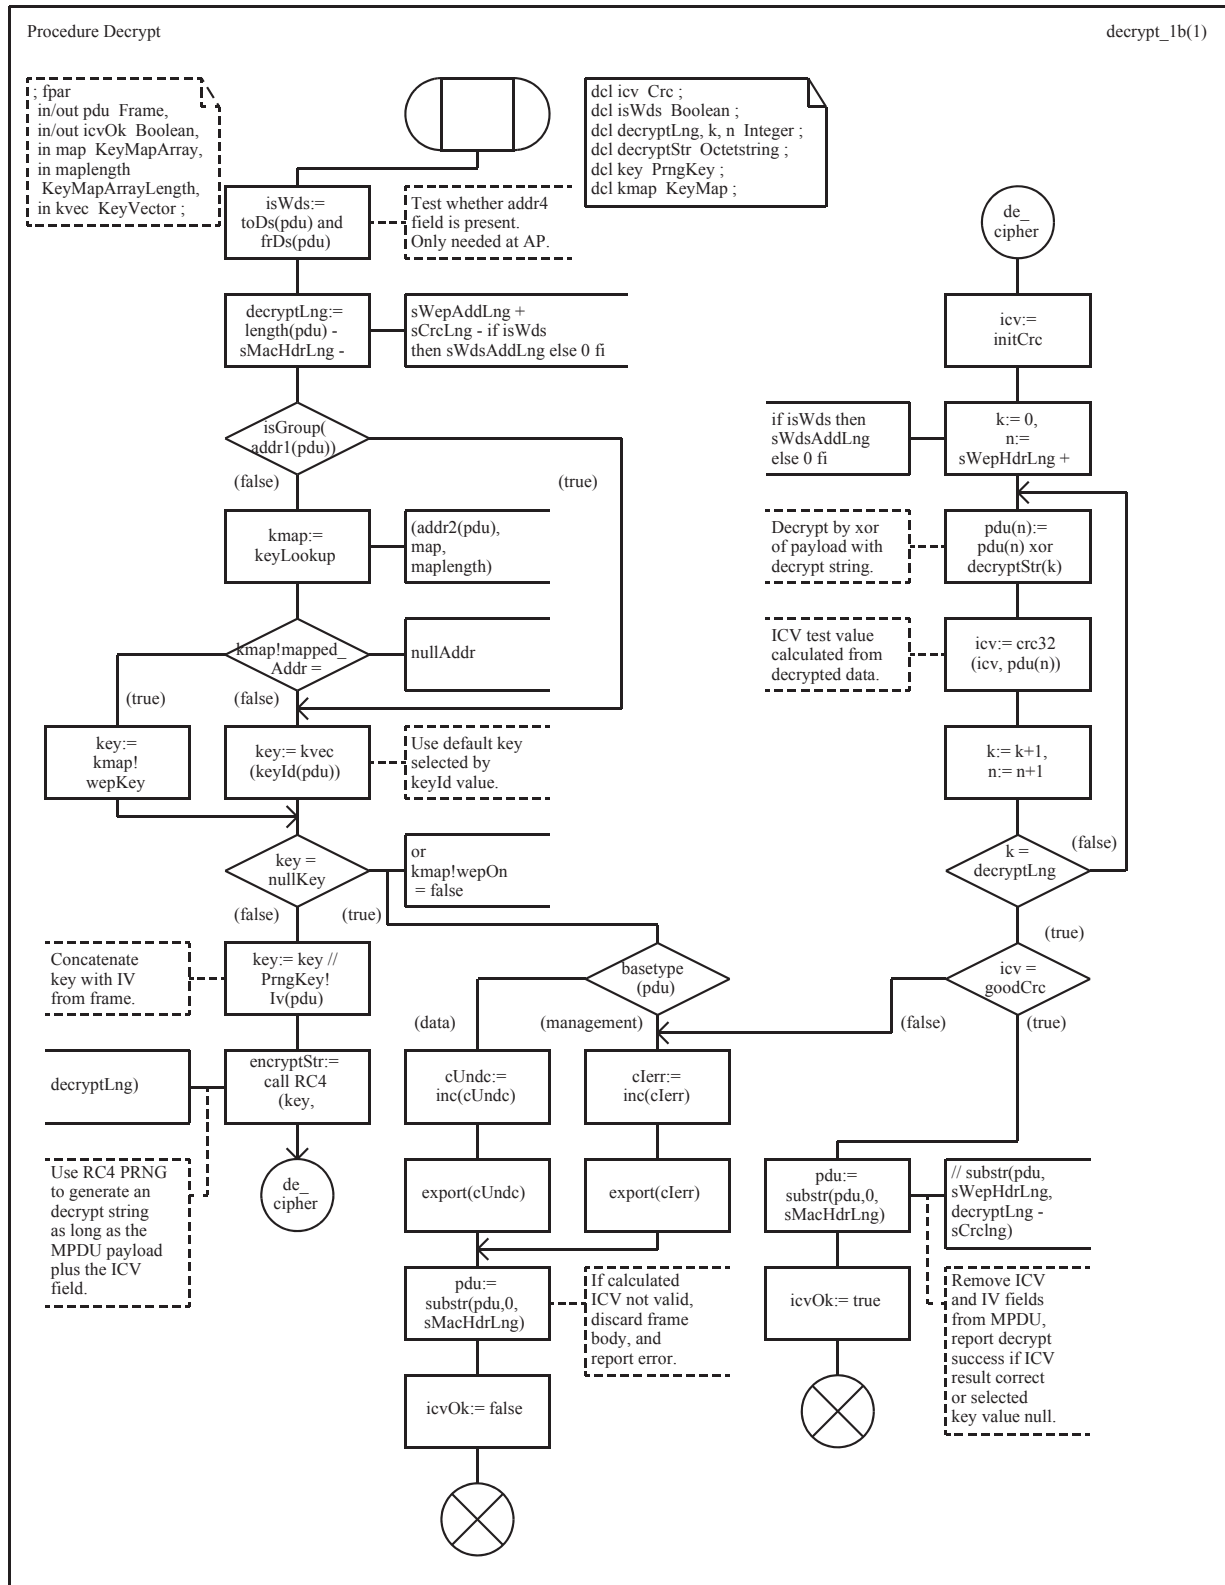 Procedure Decrypt
decrypt_1b(1)
; fpar
in/out pdu Frame,
in/out icvOk Boolean,
in map KeyMapArray,
in maplength
KeyMapArrayLength,
in kvec KeyVector ;
dcl icv Crc ;
dcl isWds Boolean ;
dcl decryptLng, k, n Integer ;
dcl decryptStr Octetstring ;
dcl key PrngKey ;
dcl kmap KeyMap ;
isWds:=
toDs(pdu) and
frDs(pdu)
Test whether addr4
field is present.
Only needed at AP.
decryptLng:=
length(pdu) -
sMacHdrLng -
sWepAddLng +
sCrcLng - if isWds
then sWdsAddLng else 0 fi
isGroup(
addr1(pdu))
(false)
(true)
kmap:=
keyLookup
(addr2(pdu),
map,
maplength)
kmap!mapped_
Addr =
nullAddr
(true)
(false)
key:=
kmap!
wepKey
key:= kvec
(keyId(pdu))
Use default key
selected by
keyId value.
key =
nullKey
or
kmap!wepOn
= false
(false)
(true)
Concatenate
key with IV
from frame.
key:= key //
PrngKey!
Iv(pdu)
decryptLng)
encryptStr:=
call RC4
(key,
Use RC4 PRNG
to generate an
decrypt string
as long as the
MPDU payload
plus the ICV
field.
de_
cipher
basetype
(pdu)
(data)
(management)
cUndc:=
inc(cUndc)
cIerr:=
inc(cIerr)
export(cUndc)
export(cIerr)
pdu:=
substr(pdu,0,
sMacHdrLng)
If calculated
ICV not valid,
discard frame
body, and
report error.
icvOk:= false
de_
cipher
icv:=
initCrc
if isWds then
sWdsAddLng
else 0 fi
k:= 0,
n:=
sWepHdrLng +
Decrypt by xor
of payload with
decrypt string.
pdu(n):=
pdu(n) xor
decryptStr(k)
ICV test value
calculated from
decrypted data.
icv:= crc32
(icv, pdu(n))
k:= k+1,
n:= n+1
k =
decryptLng
(false)
(true)
icv =
goodCrc
(false)
(true)
pdu:=
substr(pdu,0,
sMacHdrLng)
// substr(pdu,
sWepHdrLng,
decryptLng -
sCrclng)
icvOk:= true
Remove ICV
and IV fields
from MPDU,
report decrypt
success if ICV
result correct
or selected
key value null.